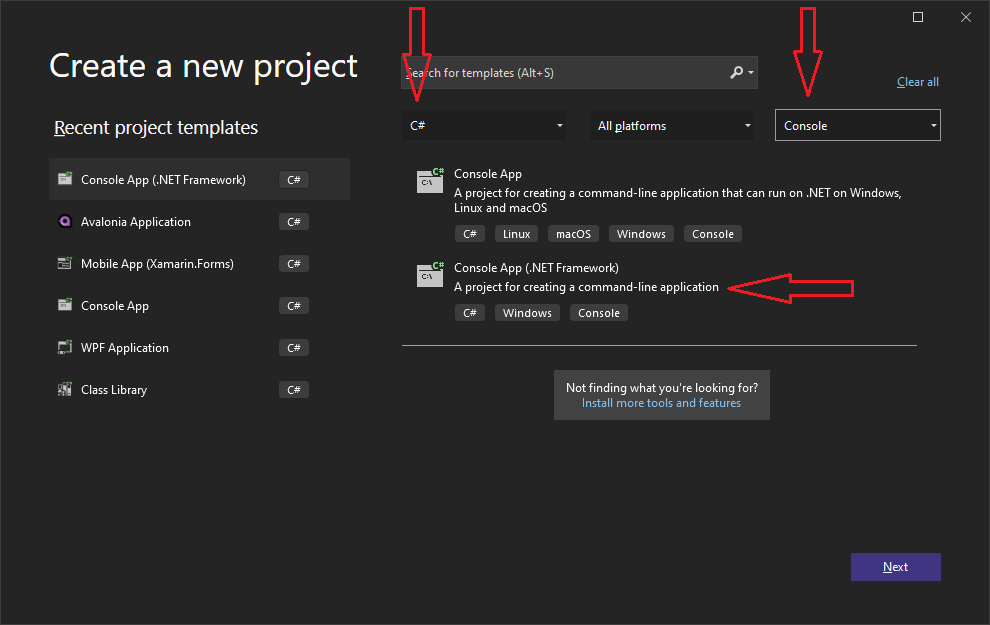 Create a new project
Search for templates (Alt+S)
Clear all
C#
All platforms
Console
Recent project templates
Console App (.NET Framework)
C#
Avalonia Application
C#
Mobile App (Xamarin.Forms)
C#
Console App
C#
WPF Application
C#
Class Library
C#
C#
C:\
Console App
A project for creating a command-line application that can run on .NET on Windows,
Linux and macOS
C#
Linux
macOS
Windows
Console
C#
C:\
Console App (.NET Framework)
A project for creating a command-line application
C#
Windows
Console
Not finding what you're looking for?
Install more tools and features
Next